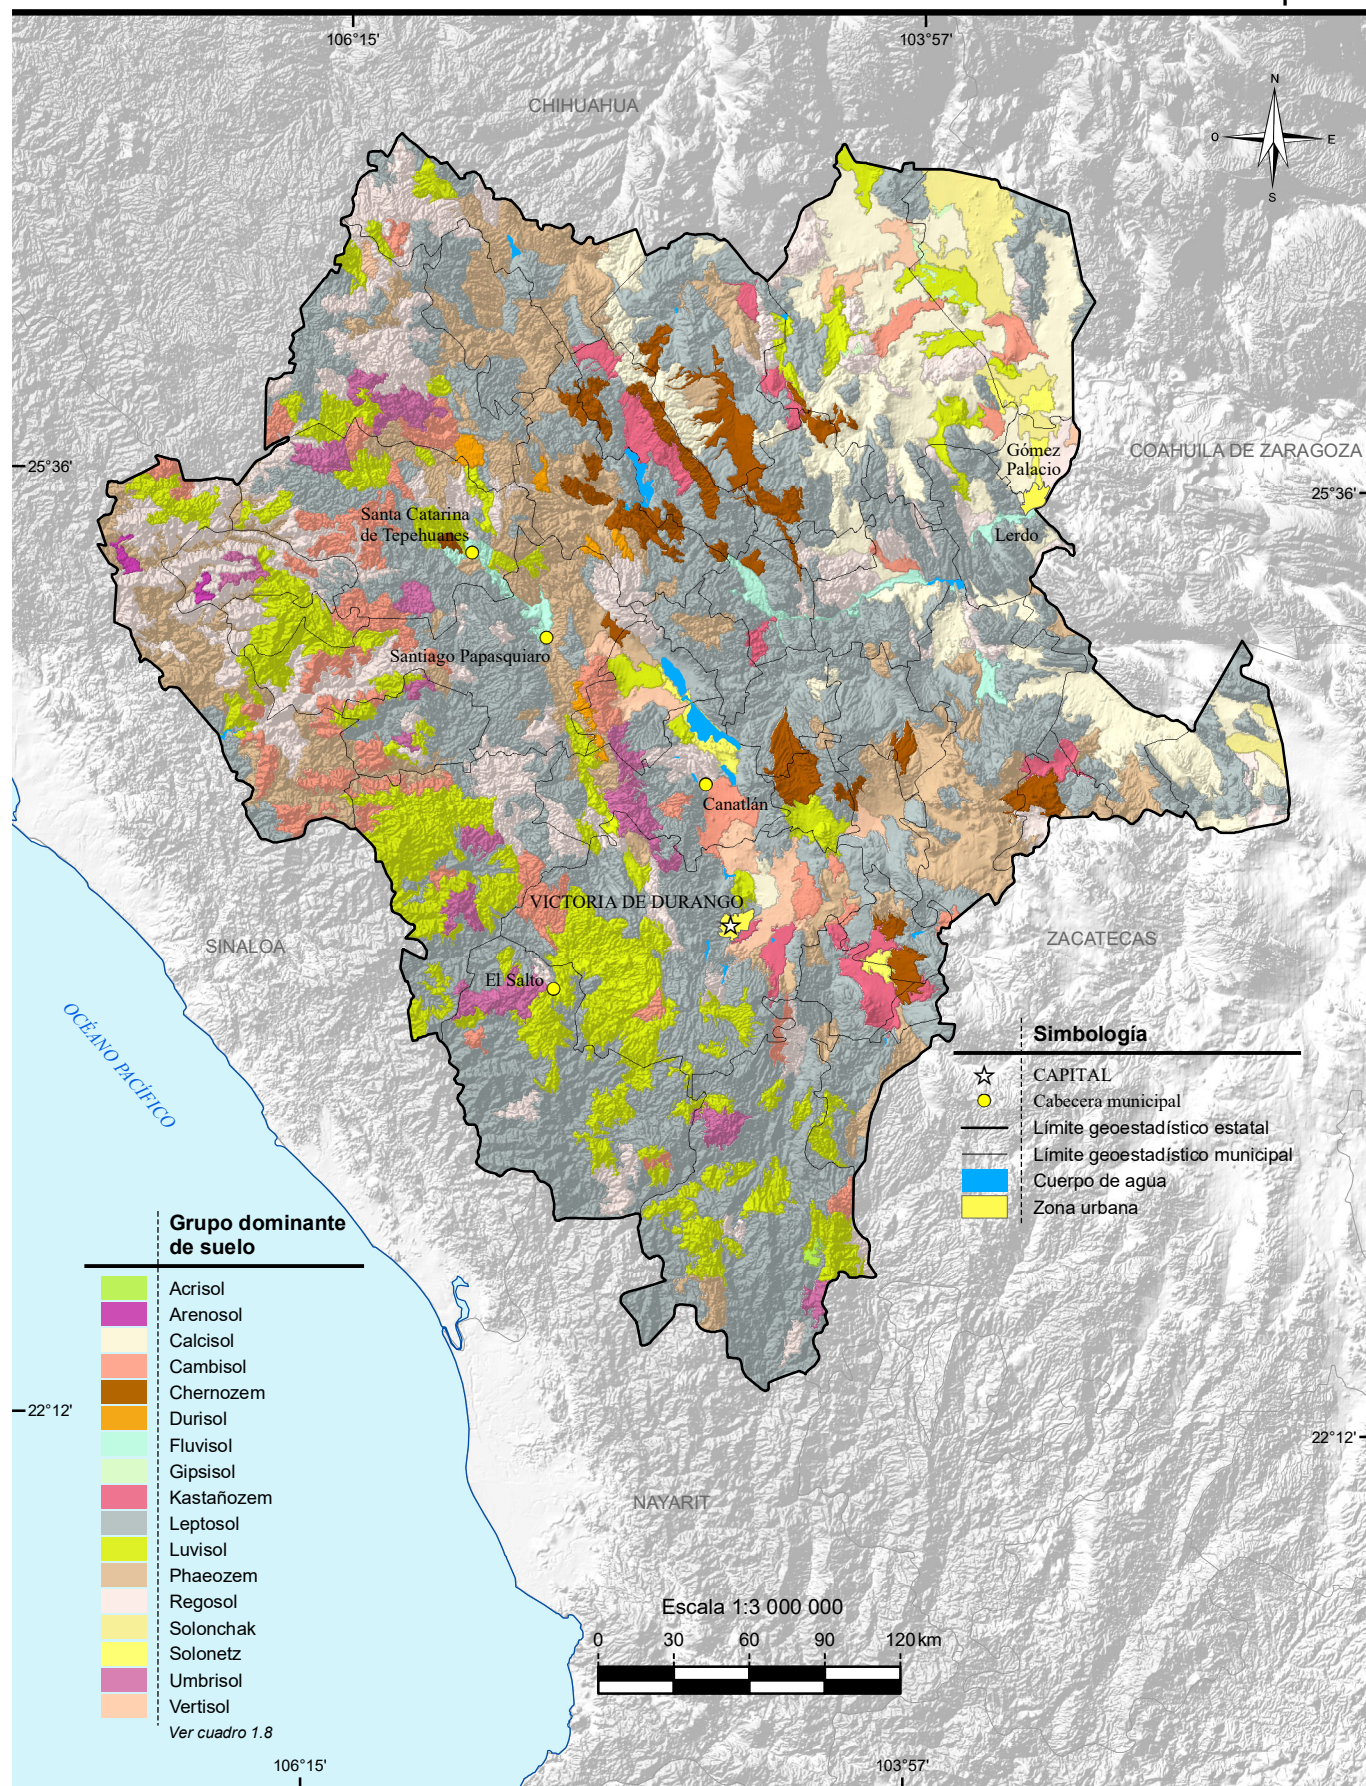 106°15'
103°57'
CHIHUAHUA
N
O
E
S
25°36'
COAHUILA DE ZARAGOZA
25°36'
Gómez
Palacio
Santa Catarina
de Tepehuanes
Lerdo
Santiago Papasquiaro
Canatlán
VICTORIA DE DURANGO
SINALOA
ZACATECAS
El Salto
OCÉANO PACÍFICO
Simbología
CAPITAL
Cabecera municipal
Límite geoestadístico estatal
Límite geoestadístico municipal
Cuerpo de agua
Zona urbana
Grupo dominante
de suelo
Acrisol
Arenosol
Calcisol
Cambisol
Chernozem
Durisol
Fluvisol
Gipsisol
Kastañozem
Leptosol
Luvisol
Phaeozem
Regosol
Solonchak
Solonetz
Umbrisol
Vertisol
Ver cuadro 1.8
22°12'
22°12'
NAYARIT
Escala 1:3 000 000
0 30 60 90 120 km
106°15'
103°57'